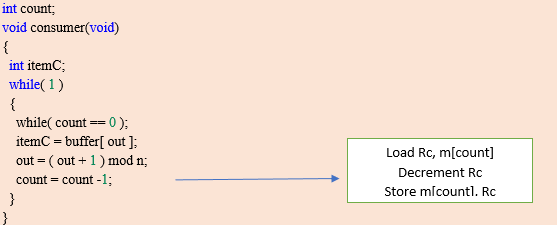 int count;
void consumer(void)
{
int itemC;
while( 1 )
{
while( count == 0 );
itemC = buffer[ out ];
out = ( out + 1 ) mod n;
count = count -1;
}
}
Load Rc, m[count]
Decrement Rc
Store m[count], Rc